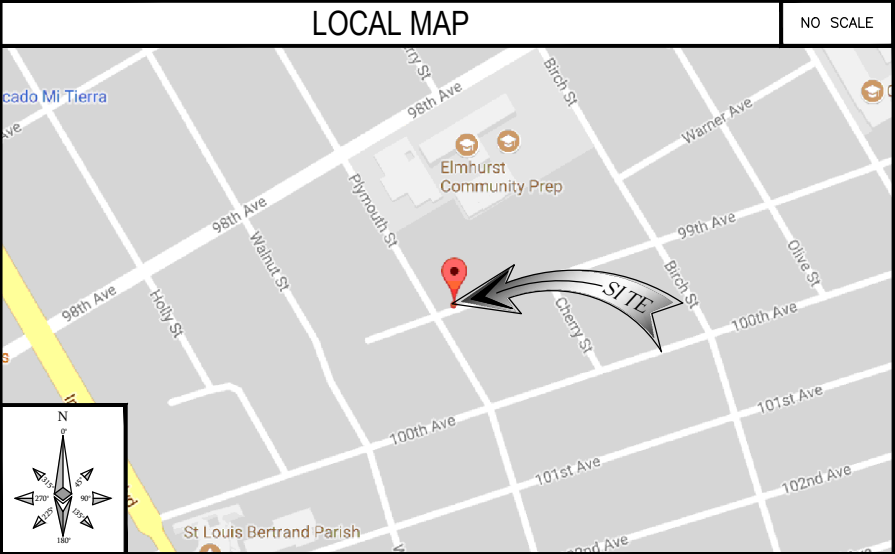 LOCAL MAP
NO SCALE
cado Mi Tierra
Ave
rry St
98th Ave
Birch St
Warner Ave
Elmhurst
Community Prep
Plymouth St
98th Ave
Walnut St
99th Ave
Olive St
Birch St
98th Ave
Holly St
SITE
Cherry St
100th Ave
s
100th Ave
101st Ave
101st Ave
102nd Ave
St Louis Bertrand Parish
2nd Ave
N
0°
315°
45°
270°
90°
225°
135°
180°